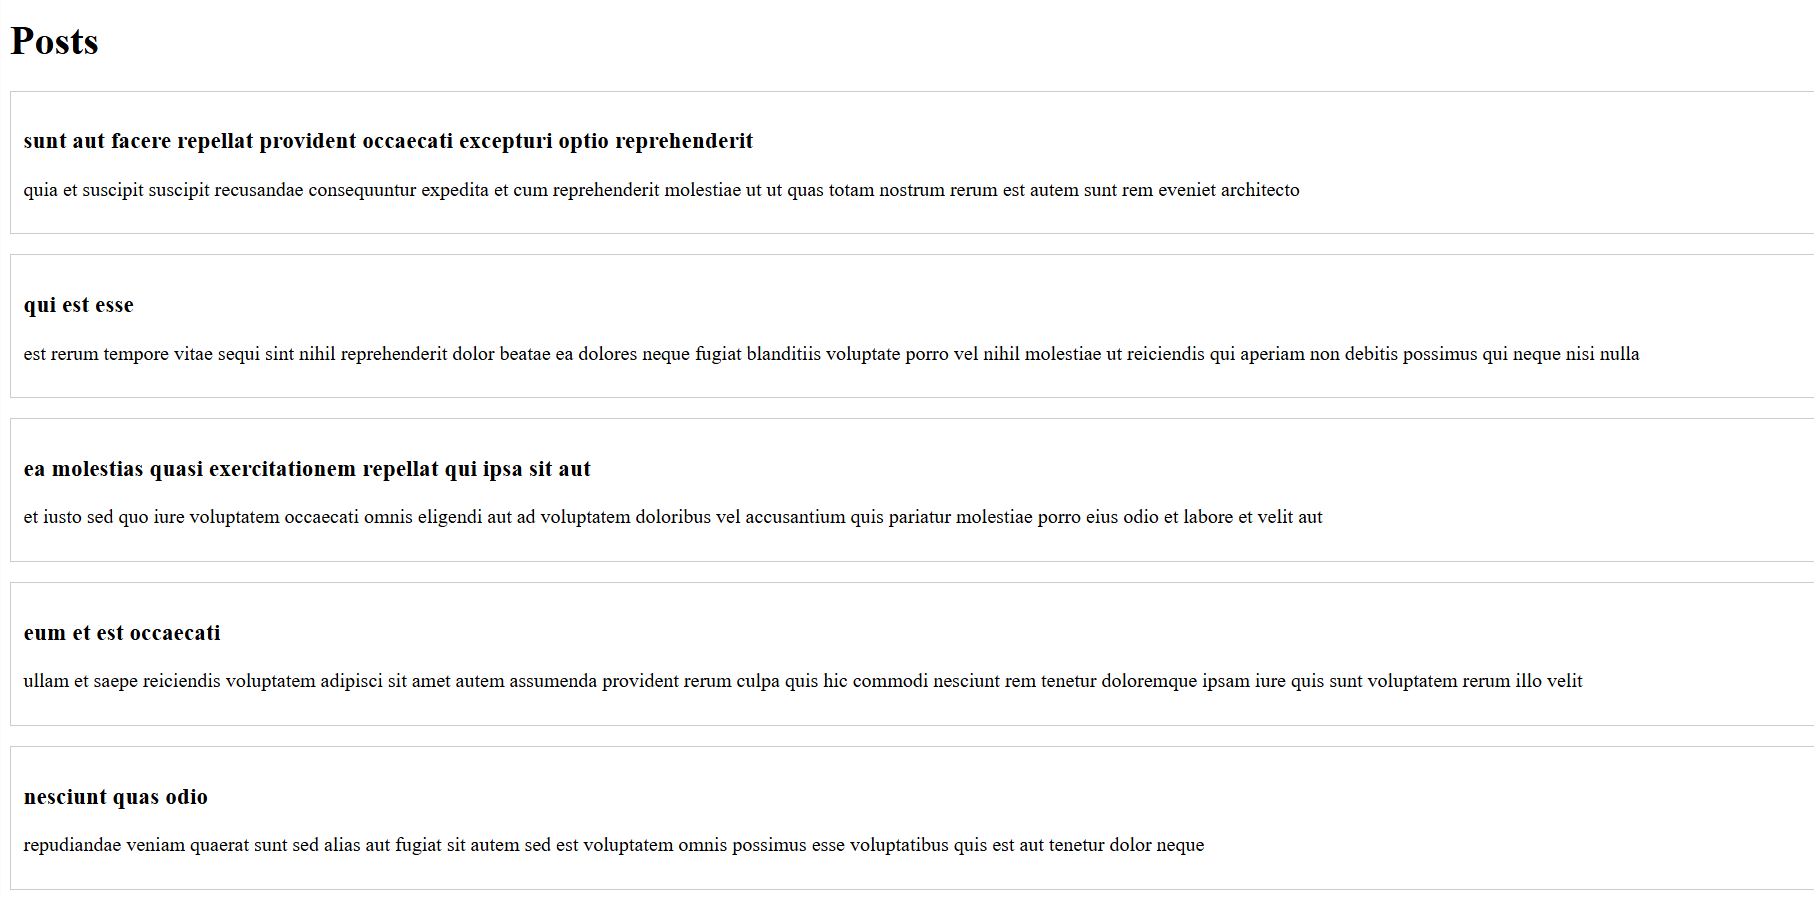 Posts
sunt aut facere repellat provident occaecati excepturi optio reprehenderit
quia et suscipit suscipit recusandae consequuntur expedita et cum reprehenderit molestiae ut ut quas totam nostrum rerum est autem sunt rem eveniet architecto
qui est esse
est rerum tempore vitae sequi sint nihil reprehenderit dolor beatae ea dolores neque fugiat blanditiis voluptate porro vel nihil molestiae ut reiciendis qui aperiam non debitis possimus qui neque nisi nulla
ea molestias quasi exercitationem repellat qui ipsa sit aut
et iusto sed quo iure voluptatem occaecati omnis eligendi aut ad voluptatem doloribus vel accusantium quis pariatur molestiae porro eius odio et labore et velit aut
eum et est occaecati
ullam et saepe reiciendis voluptatem adipisci sit amet autem assumenda provident rerum culpa quis hic commodi nesciunt rem tenetur doloremque ipsam iure quis sunt voluptatem rerum illo velit
nesciunt quas odio
repudiandae veniam quaerat sunt sed alias aut fugiat sit autem sed est voluptatem omnis possimus esse voluptatibus quis est aut tenetur dolor neque